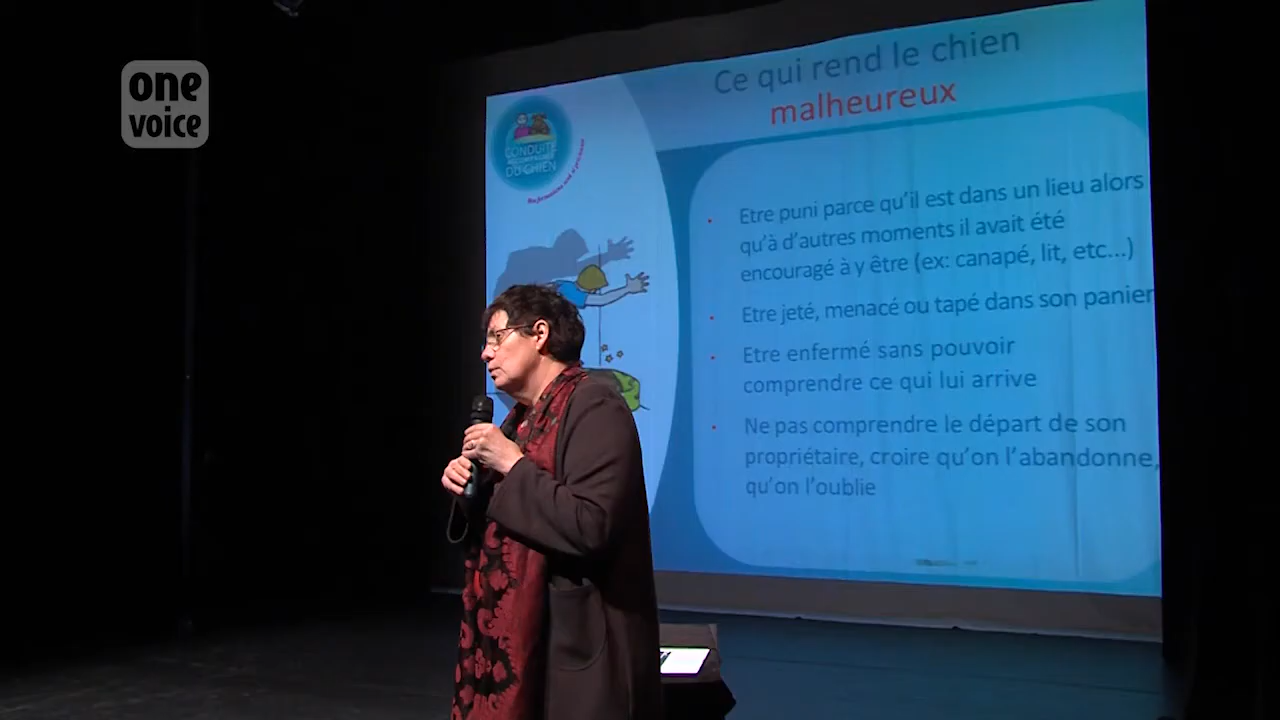 one
voice
Ce qui rend le chien
malheureux
CONDUITE
ACCOMPAGNÉE
DU CHIEN
Etre puni parce qu'il est dans un lieu alors
qu'à d'autres moments il avait été
encouragé à y être (ex: canapé, lit, etc...)
Etre jeté, menacé ou tapé dans son panier
Etre enfermé sans pouvoir
comprendre ce qui lui arrive
Ne pas comprendre le départ de son
propriétaire, croire qu'on l'abandonne,
qu'on l'oublie